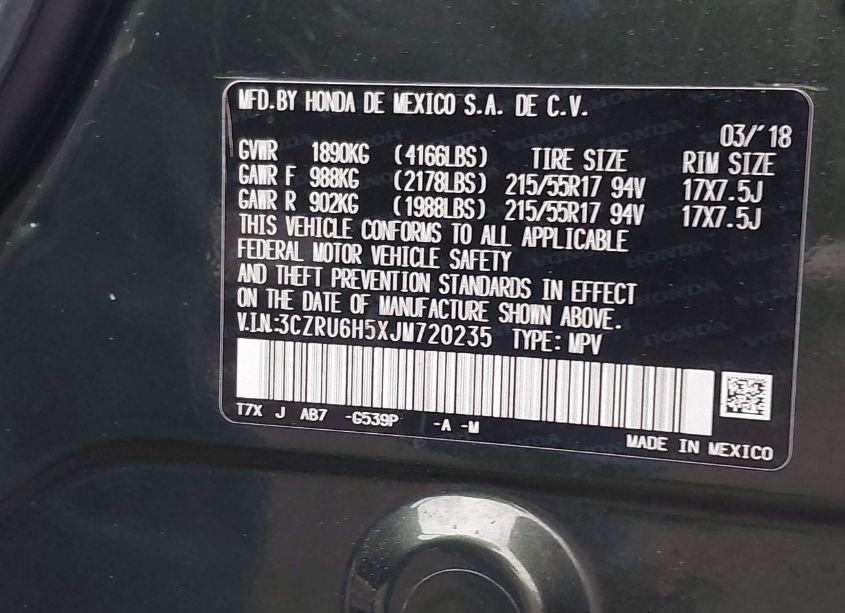 MFD.BY HONDA DE MEXICO S.A. DE C.V.
03/'18
GVWR 1890KG (4166LBS) TIRE SIZE RIM SIZE
GAWR F 988KG (2178LBS) 215/55R17 94V 17X7.5J
GAWR R 902KG (1988LBS) 215/55R17 94V 17X7.5J
THIS VEHICLE CONFORMS TO ALL APPLICABLE
FEDERAL MOTOR VEHICLE SAFETY
AND THEFT PREVENTION STANDARDS IN EFFECT
ON THE DATE OF MANUFACTURE SHOWN ABOVE.
V.I.N:3CZRU6H5XJM720235 TYPE: MPV
T7X J AB7 -G539P -A -M
MADE IN MEXICO